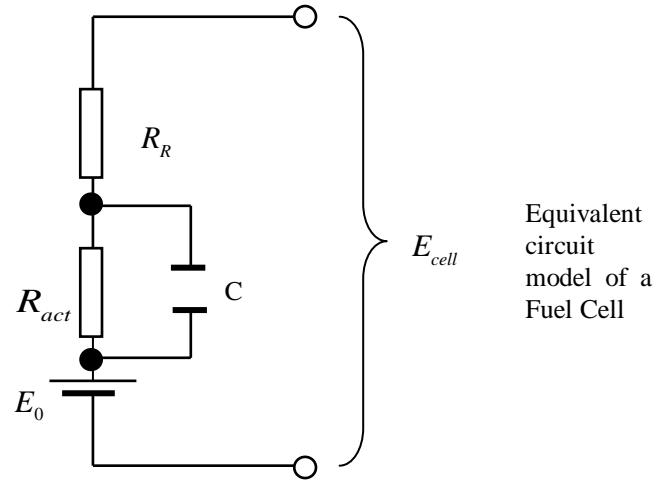 R_R
R_act
C
E_0
E_cell
Equivalent
circuit
model of a
Fuel Cell